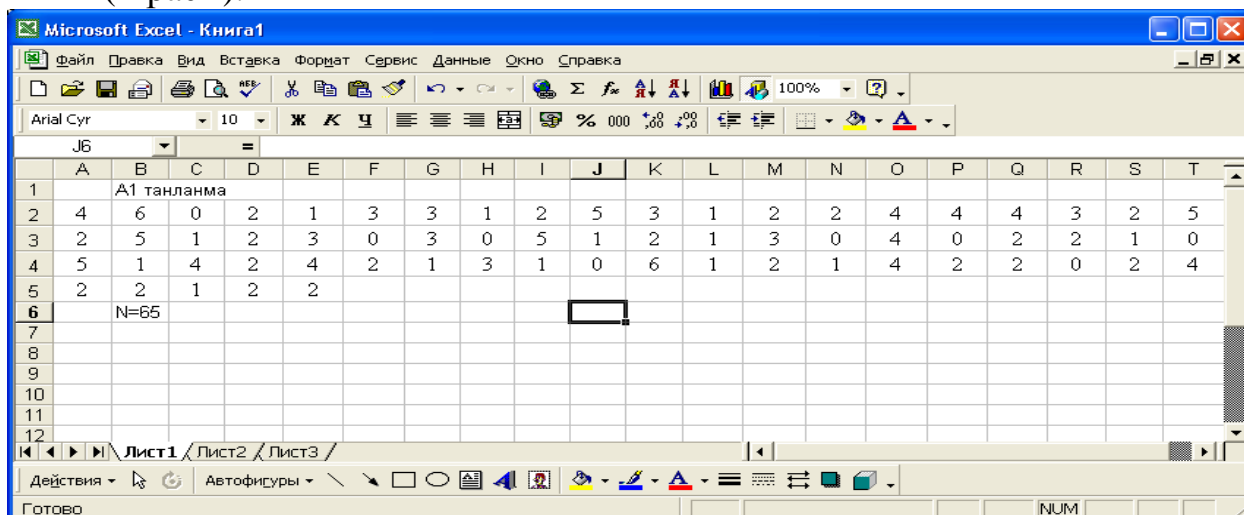 Microsoft Excel - Книга1
Файл Правка Вид Вставка Формат Сервис Данные Окно Справка
100%
Arial Cyr 10 Ж К Ч % 000
J6 =
A B C D E F G H I J K L M N O P Q R S T
1 А1 танланма
2 4 6 0 2 1 3 3 1 2 5 3 1 2 2 4 4 4 3 2 5
3 2 5 1 2 3 0 3 0 5 1 2 1 3 0 4 0 2 2 1 0
4 5 1 4 2 4 2 1 3 1 0 6 1 2 1 4 2 2 0 2 4
5 2 2 1 2 2
6 N=65
7
8
9
10
11
12
Лист1 Лист2 Лист3
Действия Автофигуры
Готово NUM